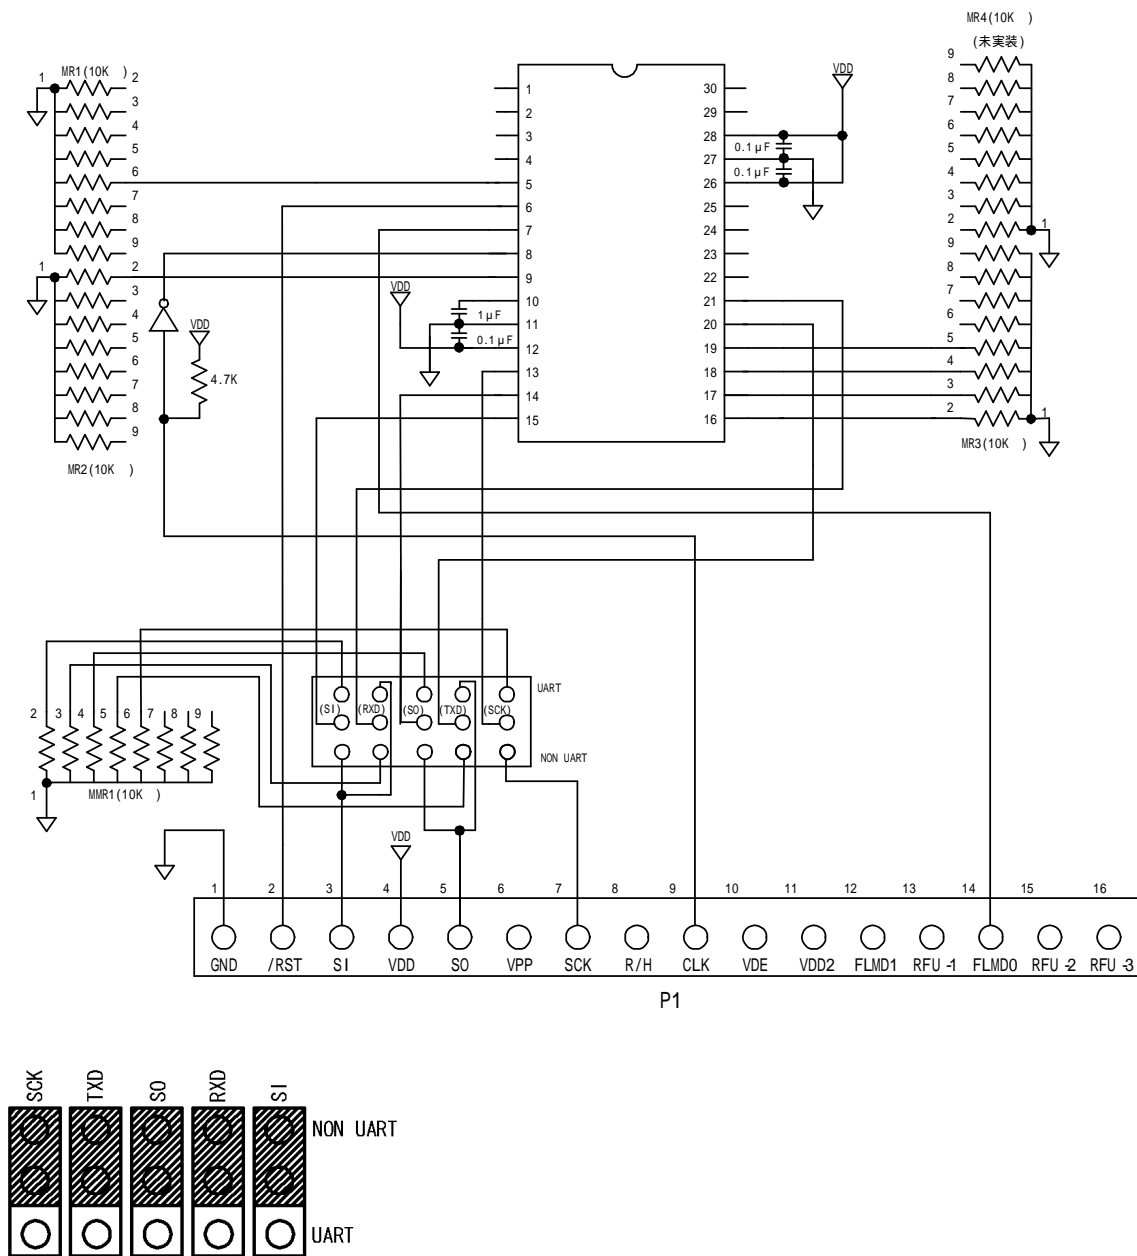 MR4(10K )
(未実装)
MR1(10K )
1
2
3
4
5
6
7
8
9
1
2
3
4
5
6
7
8
9
MR2(10K )
VDD
4.7K
1
2
3
4
5
6
7
8
9
10
11
12
13
14
15
30
29
28
27
26
25
24
23
22
21
20
19
18
17
16
VDD
0.1μF
0.1μF
VDD
1μF
0.1μF
9
8
7
6
5
4
3
2
1
9
8
7
6
5
4
3
2
1
MR3(10K )
UART
(SI) (RXD) (SO) (TXD) (SCK)
NON UART
2 3 4 5 6 7 8 9
1
MMR1(10K )
VDD
1 2 3 4 5 6 7 8 9 10 11 12 13 14 15 16
GND /RST SI VDD SO VPP SCK R/H CLK VDE VDD2 FLMD1 RFU-1 FLMD0 RFU-2 RFU-3
P1
SCK TXD SO RXD SI
NON UART
UART